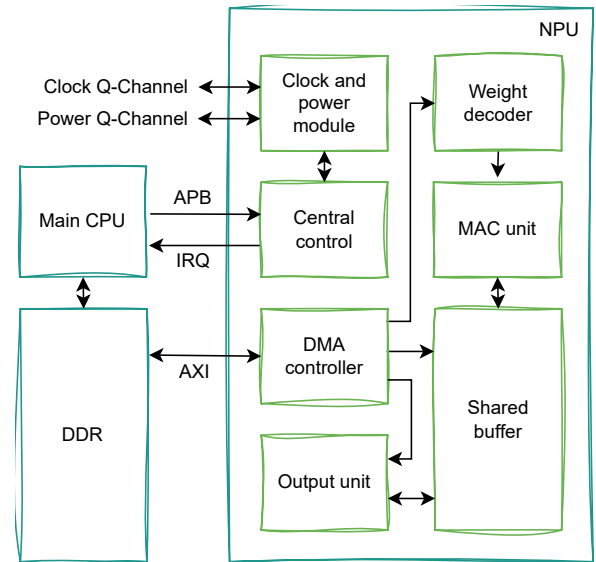 NPU
Clock Q-Channel
Power Q-Channel
Clock and
power
module
Weight
decoder
Main CPU
APB
IRQ
Central
control
MAC unit
DDR
AXI
DMA
controller
Shared
buffer
Output unit